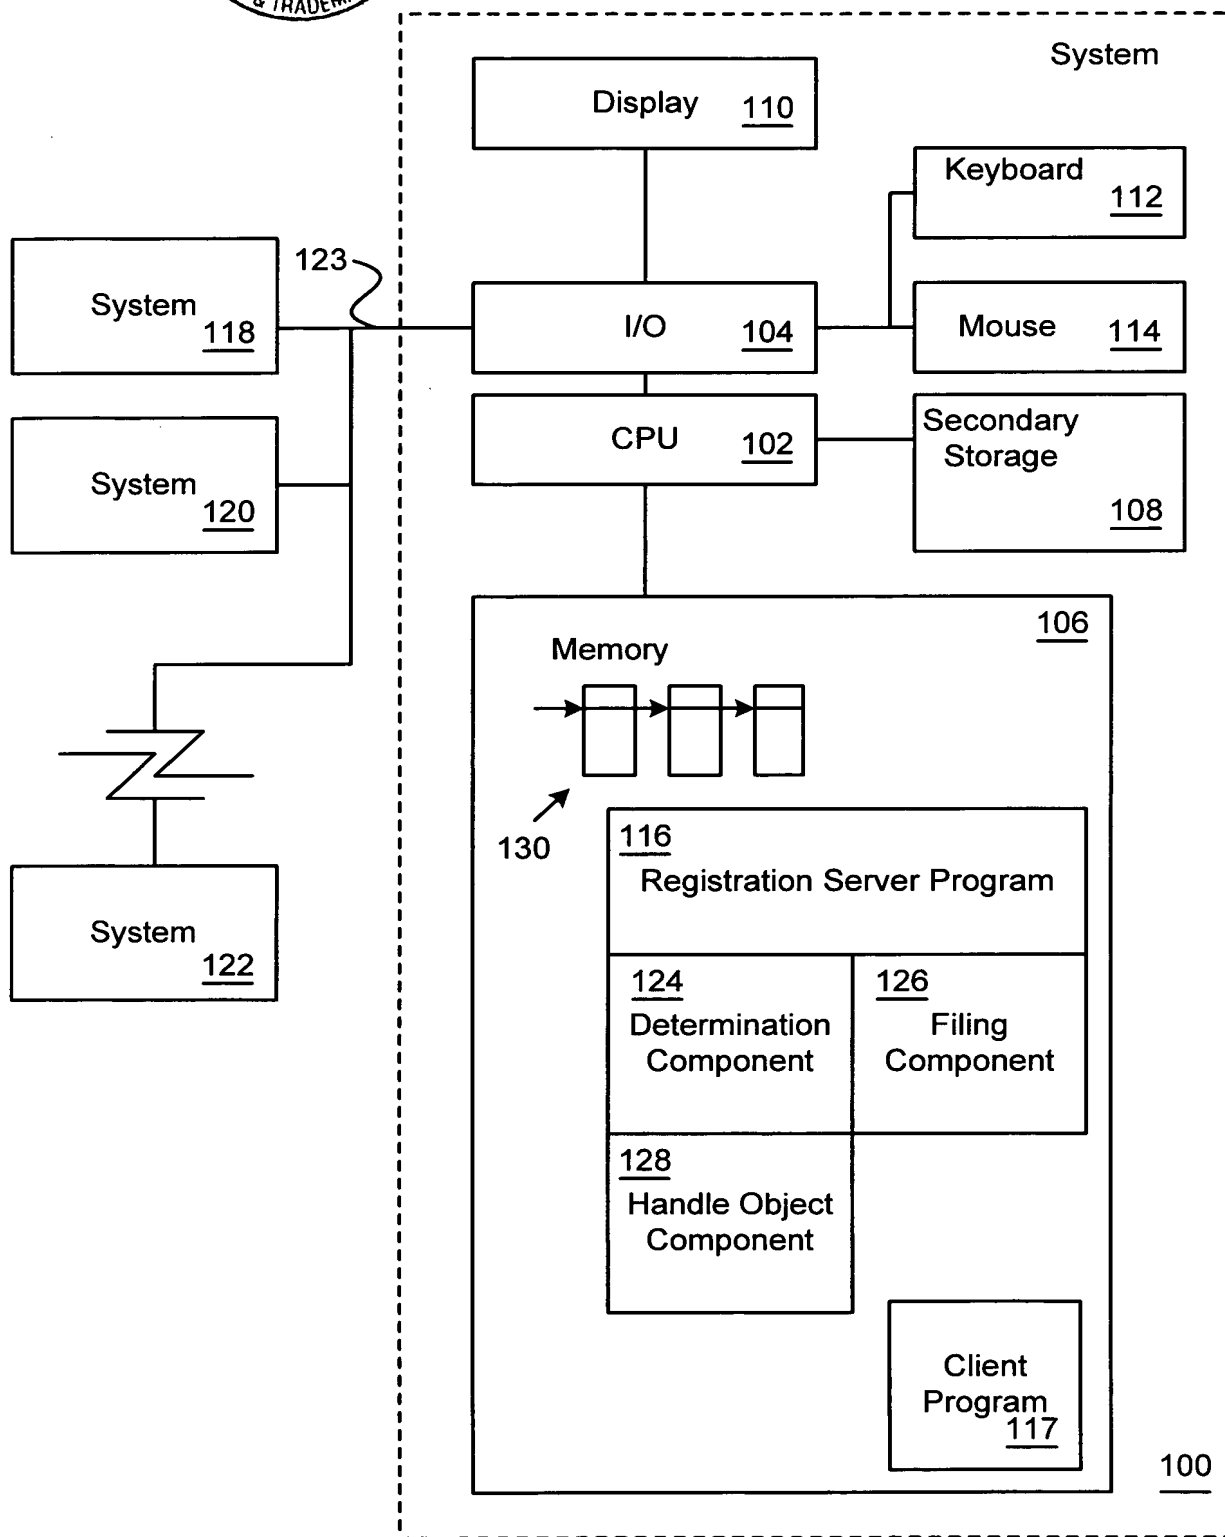 & TRADEMA
System
Display 110
Keyboard
112
123
System
118
I/O 104
Mouse 114
System
120
CPU 102
Secondary
Storage
108
106
Memory
130
116
Registration Server Program
System
122
124
Determination
Component
126
Filing
Component
128
Handle Object
Component
Client
Program
117
100